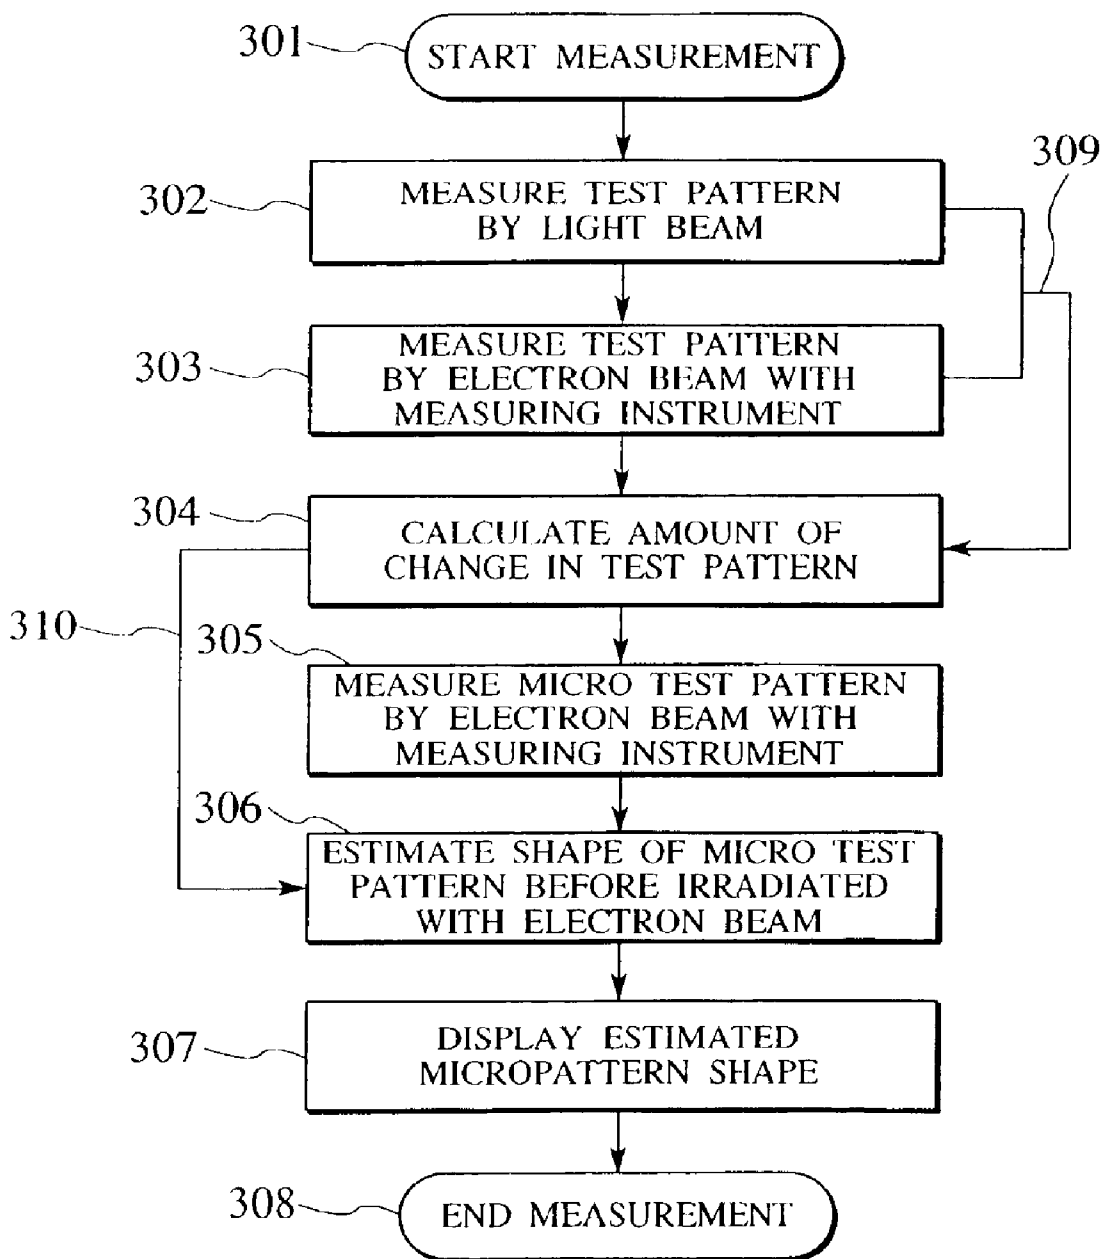 301
START MEASUREMENT
309
302
MEASURE TEST PATTERN
BY LIGHT BEAM
303
MEASURE TEST PATTERN
BY ELECTRON BEAM WITH
MEASURING INSTRUMENT
304
CALCULATE AMOUNT OF
CHANGE IN TEST PATTERN
310
305
MEASURE MICRO TEST PATTERN
BY ELECTRON BEAM WITH
MEASURING INSTRUMENT
306
ESTIMATE SHAPE OF MICRO TEST
PATTERN BEFORE IRRADIATED
WITH ELECTRON BEAM
307
DISPLAY ESTIMATED
MICROPATTERN SHAPE
308
END MEASUREMENT